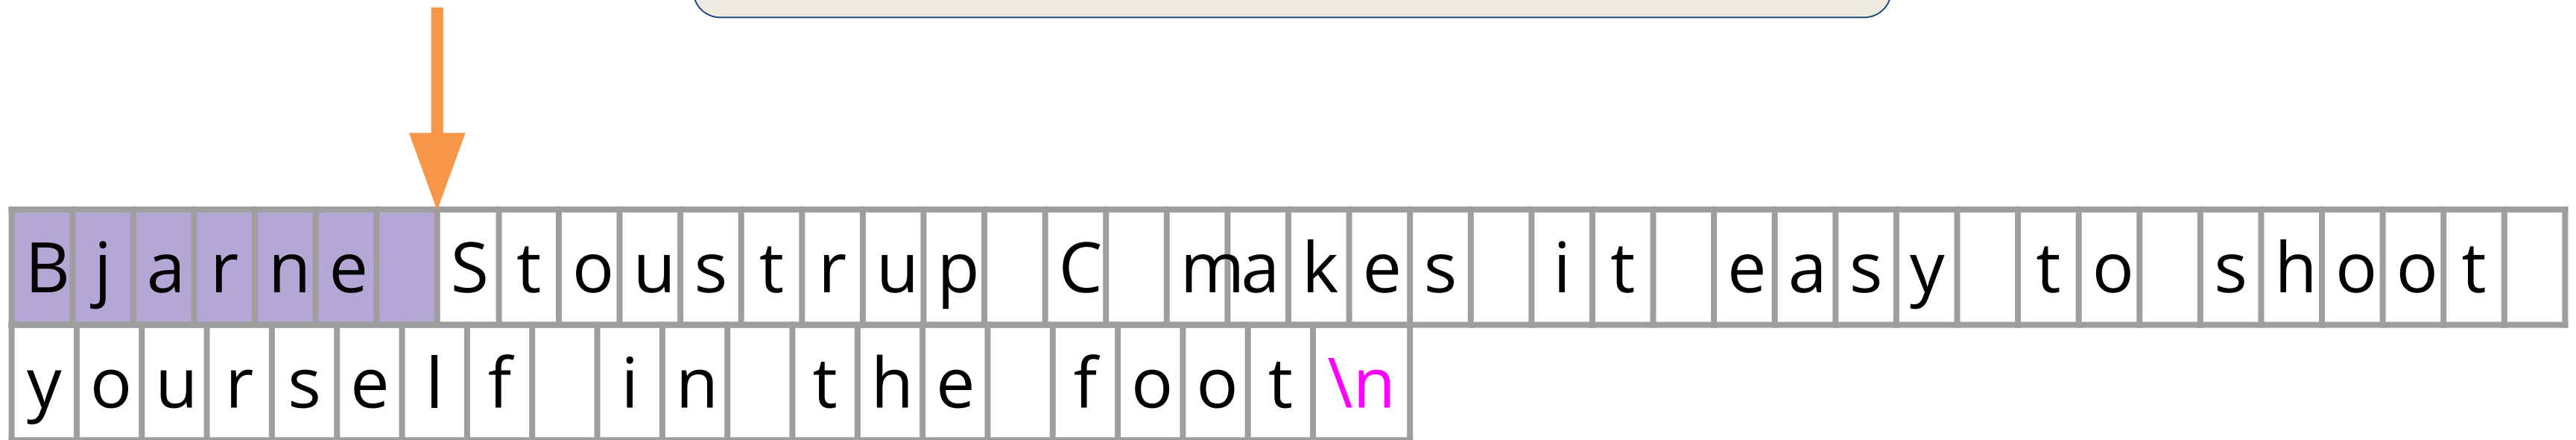 Bjarne Stoustrup C makes it easy to shoot
yourself in the foot\n